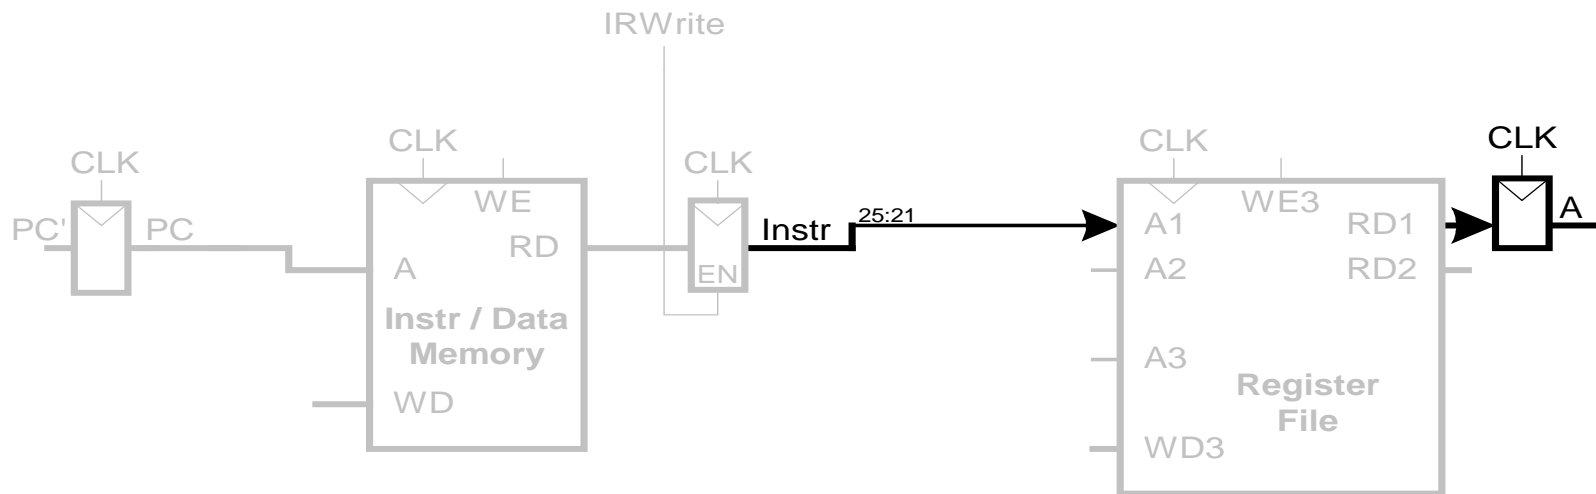 IRWrite
CLK
CLK
CLK
CLK
CLK
PC'
PC
WE
RD
A
Instr / Data
Memory
WD
EN
Instr
25:21
A1
WE3
RD1
A2
RD2
A3
Register
File
WD3
A